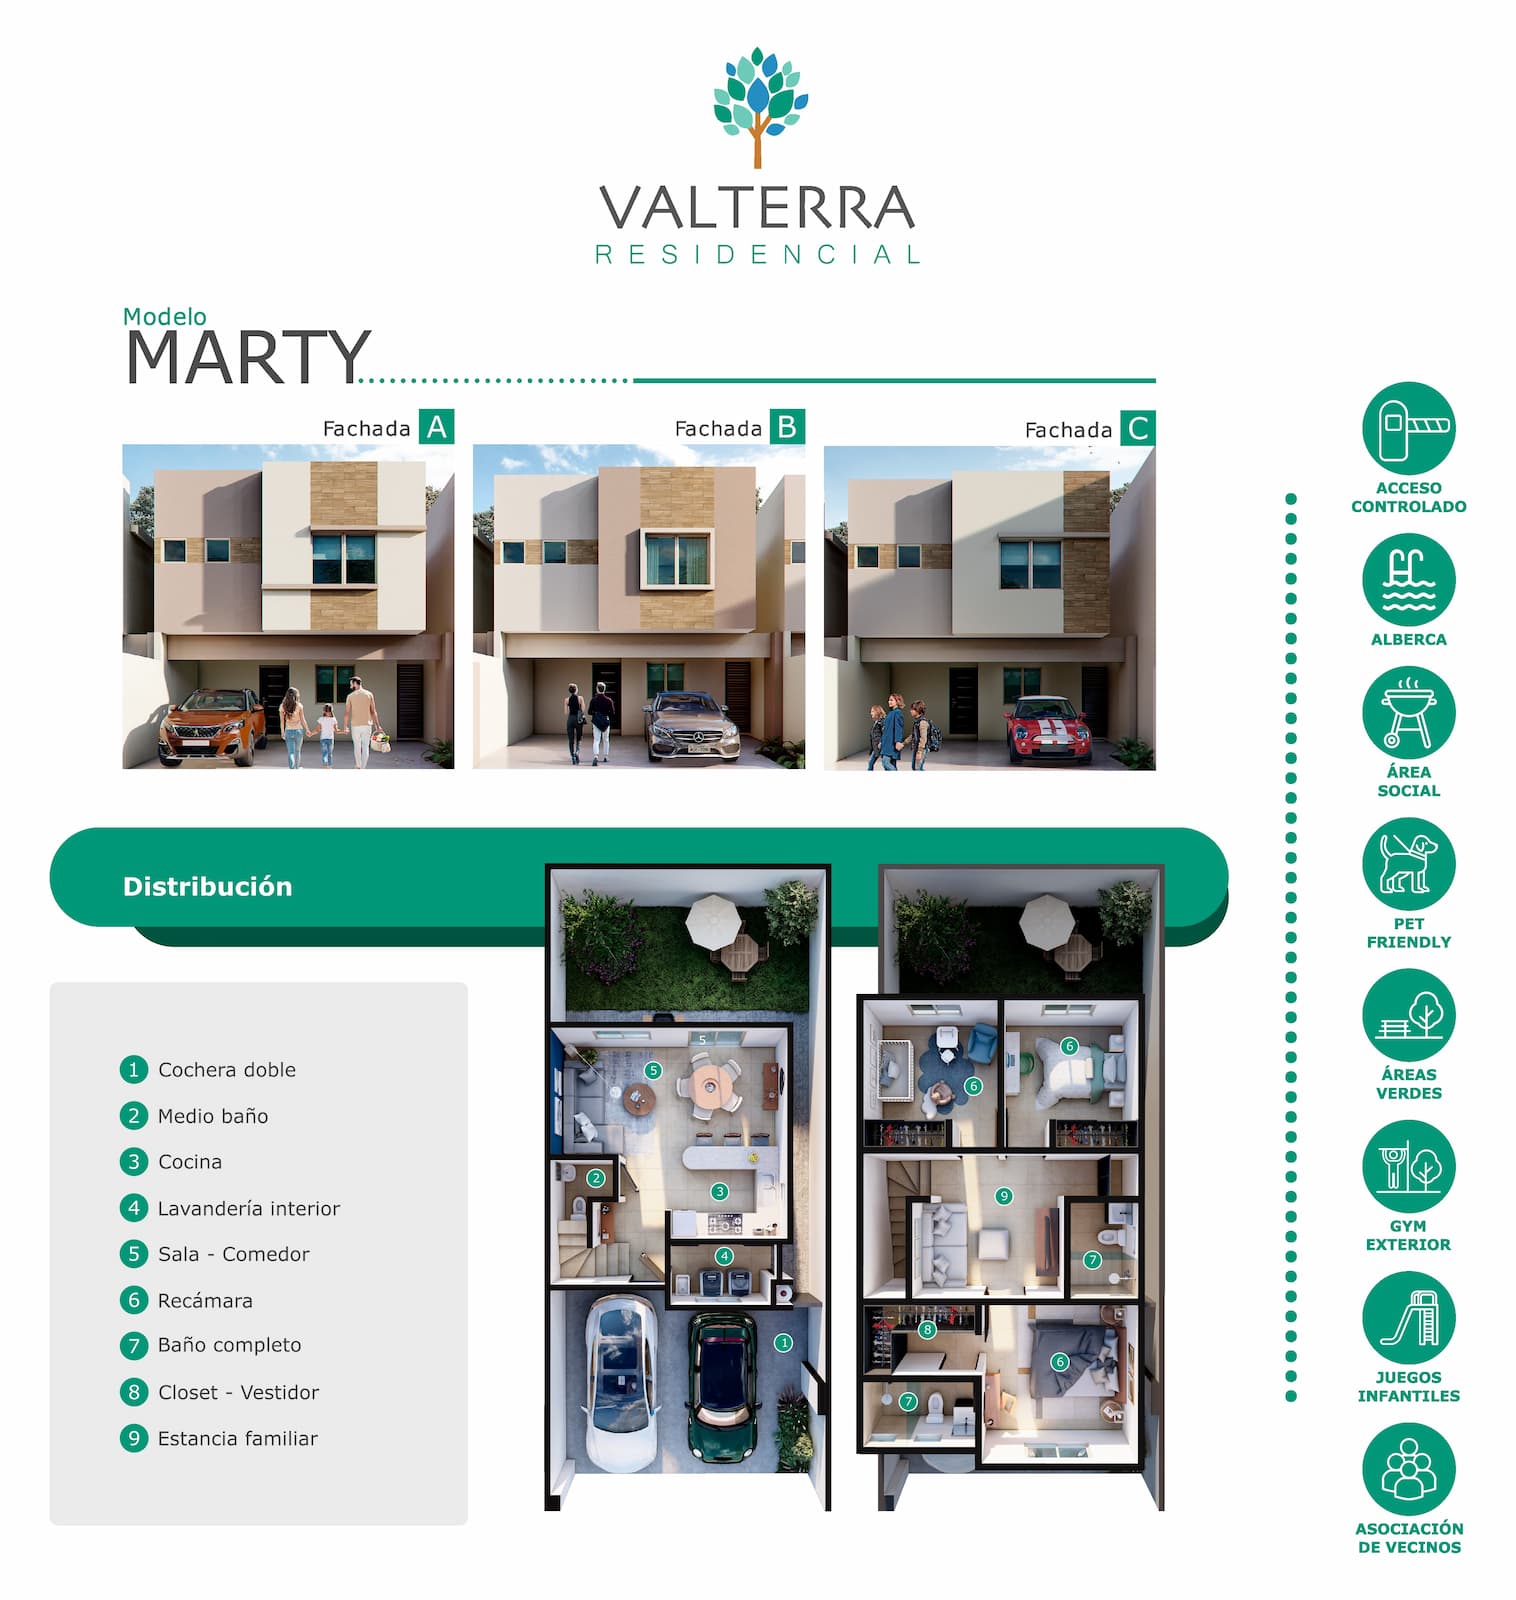 VALTERRA
RESIDENCIAL
Modelo
MARTY
Fachada A
Fachada B
Fachada C
Distribución
1 Cochera doble
2 Medio baño
3 Cocina
4 Lavandería interior
5 Sala - Comedor
6 Recámara
7 Baño completo
8 Closet - Vestidor
9 Estancia familiar
5
5
2
3
4
1
6
6
9
7
8
6
7
ACCESO
CONTROLADO
ALBERCA
ÁREA
SOCIAL
PET
FRIENDLY
ÁREAS
VERDES
GYM
EXTERIOR
JUEGOS
INFANTILES
ASOCIACIÓN
DE VECINOS